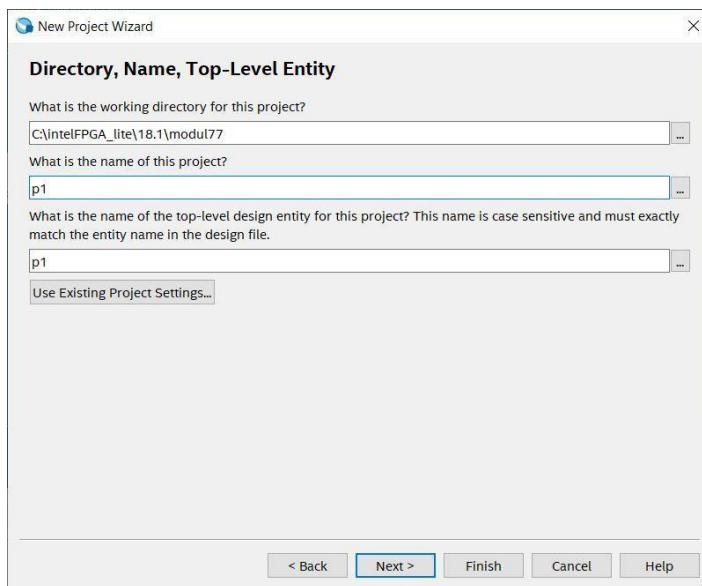 New Project Wizard
Directory, Name, Top-Level Entity
What is the working directory for this project?
C:\intelFPGA_lite\18.1\modul77
...
What is the name of this project?
p1
...
What is the name of the top-level design entity for this project? This name is case sensitive and must exactly
match the entity name in the design file.
p1
...
Use Existing Project Settings...
< Back Next > Finish Cancel Help